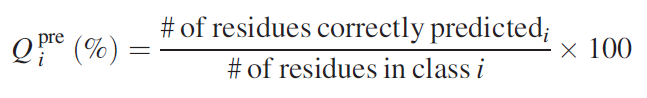 Q_i^pre (%) = # of residues correctly predicted_i / # of residues in class i × 100